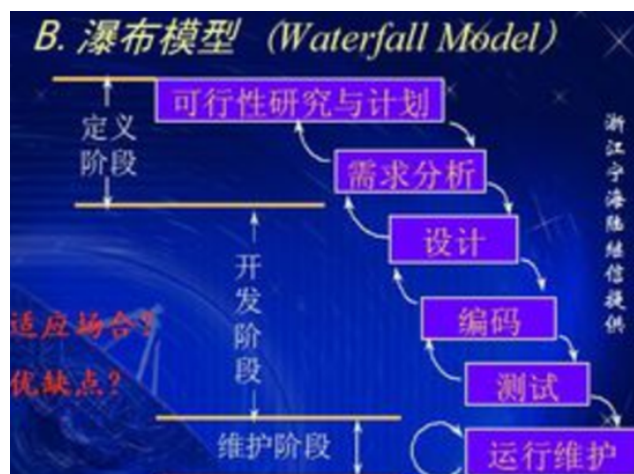 B. 瀑布模型 (Waterfall Model)
可行性研究与计划
定义
阶段
需求分析
设计
开发阶段
编码
测试
维护阶段
运行维护
适应场合?
优缺点?
浙江宁海陆继信提供